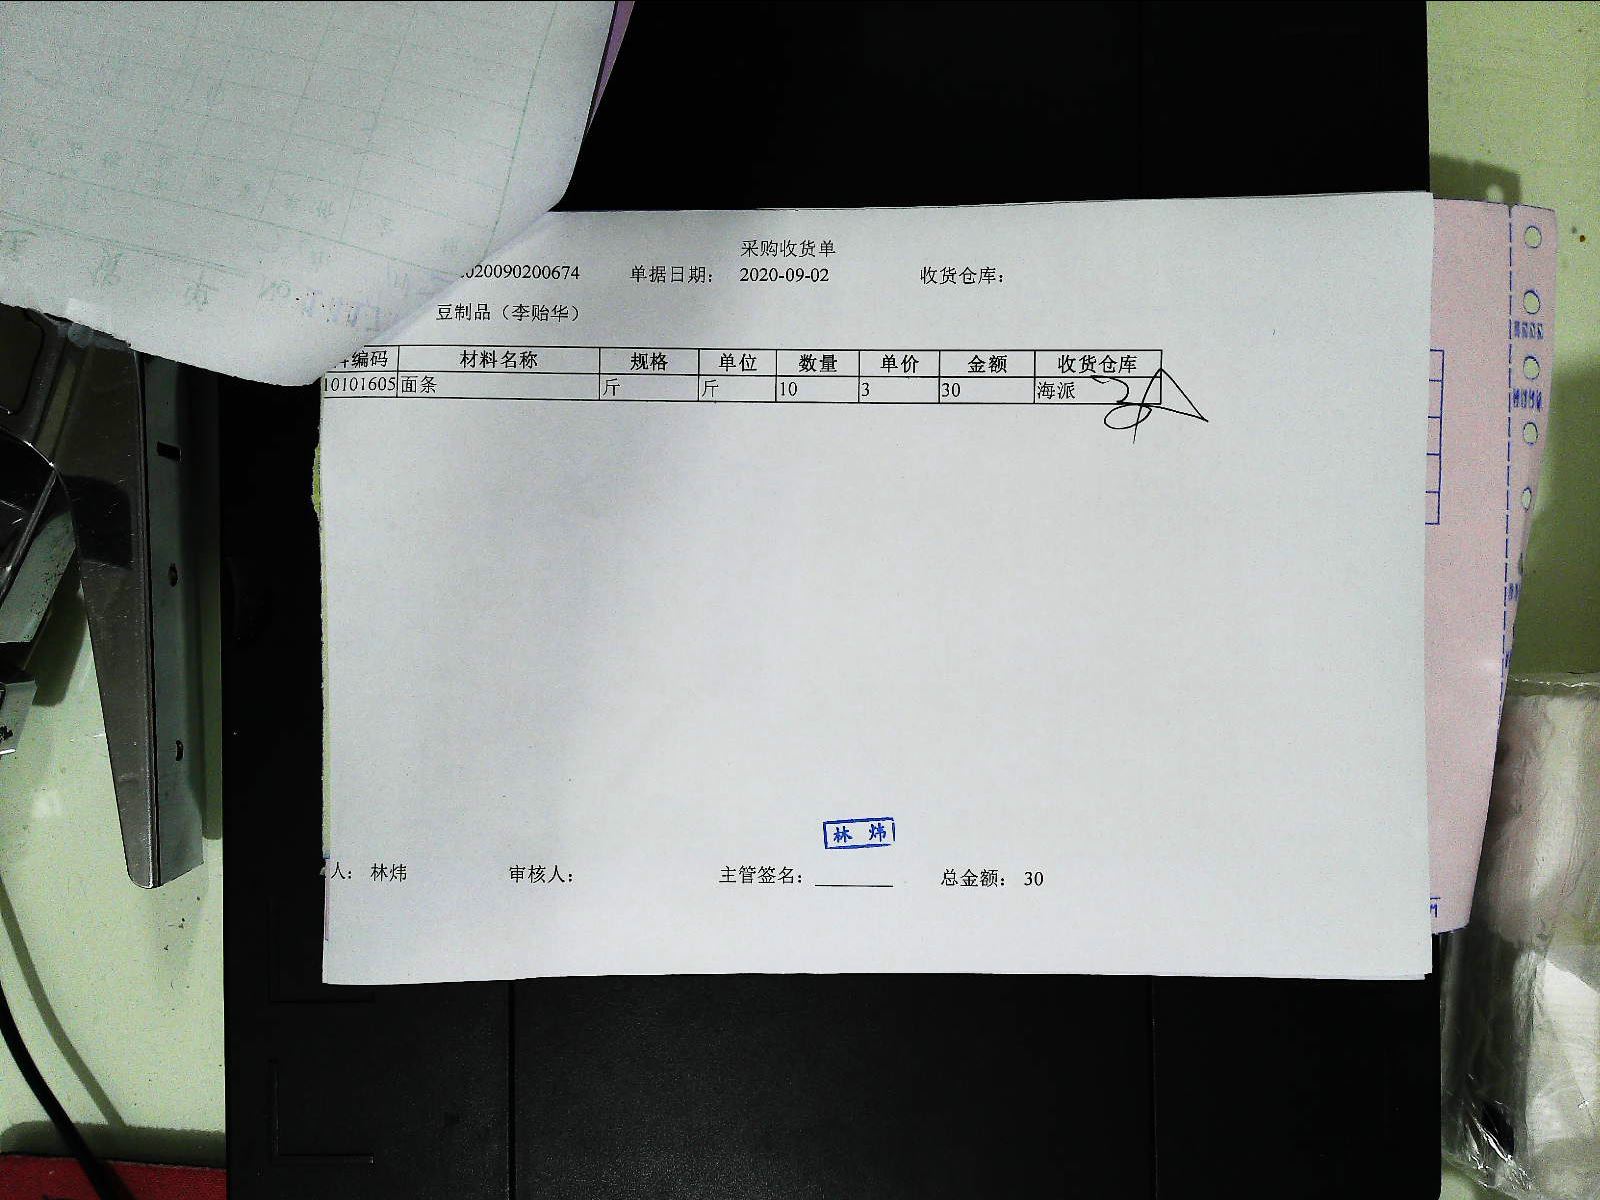 采购收货单
020090200674 单据日期： 2020-09-02 收货仓库：
豆制品（李贻华）
编码 材料名称 规格 单位 数量 单价 金额 收货仓库
10101605 面条 斤 斤 10 3 30 海派
林 炜
人： 林炜 审核人： 主管签名： 总金额： 30